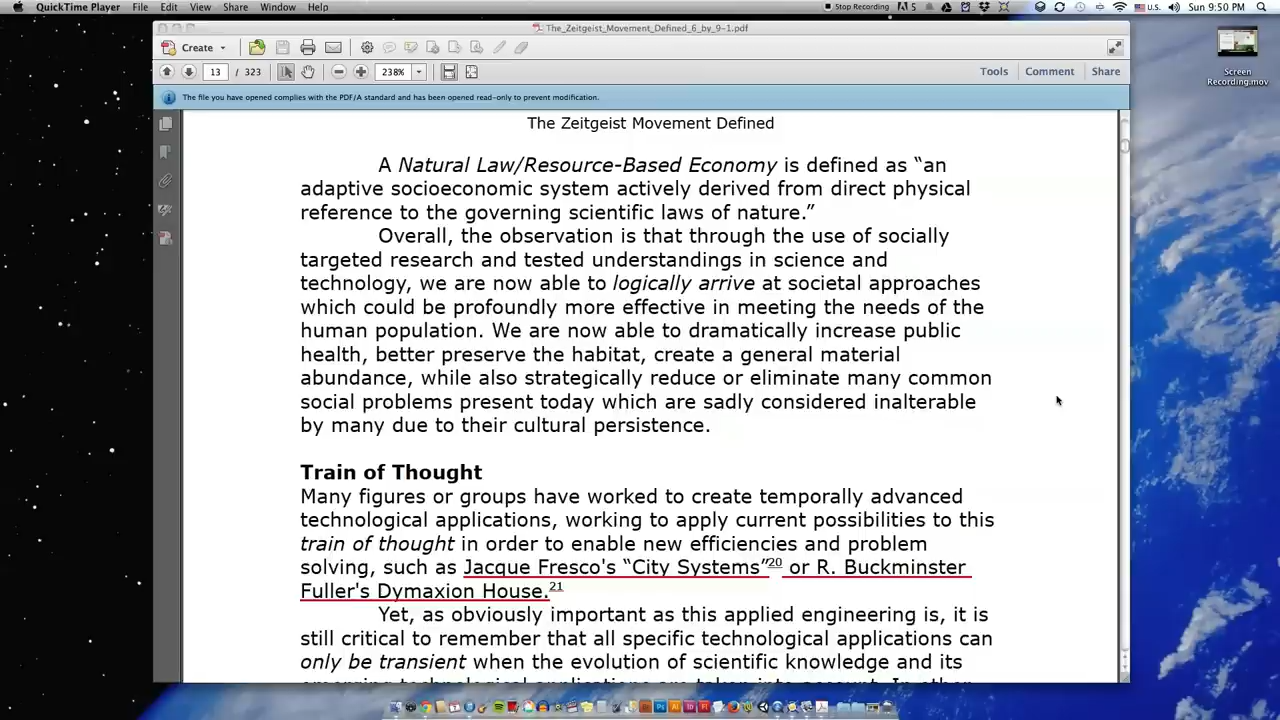 QuickTime Player File Edit View Share Window Help Stop Recording 5 U.S. Sun 9:50 PM
The_Zeitgeist_Movement_Defined_6_by_9-1.pdf
Create
13 / 323 238% Tools Comment Share
The file you have opened complies with the PDF/A standard and has been opened read-only to prevent modification.
Screen
Recording.mov
The Zeitgeist Movement Defined
A Natural Law/Resource-Based Economy is defined as “an
adaptive socioeconomic system actively derived from direct physical
reference to the governing scientific laws of nature.”
Overall, the observation is that through the use of socially
targeted research and tested understandings in science and
technology, we are now able to logically arrive at societal approaches
which could be profoundly more effective in meeting the needs of the
human population. We are now able to dramatically increase public
health, better preserve the habitat, create a general material
abundance, while also strategically reduce or eliminate many common
social problems present today which are sadly considered inalterable
by many due to their cultural persistence.
Train of Thought
Many figures or groups have worked to create temporally advanced
technological applications, working to apply current possibilities to this
train of thought in order to enable new efficiencies and problem
solving, such as Jacque Fresco's “City Systems”20 or R. Buckminster
Fuller's Dymaxion House.21
Yet, as obviously important as this applied engineering is, it is
still critical to remember that all specific technological applications can
only be transient when the evolution of scientific knowledge and its